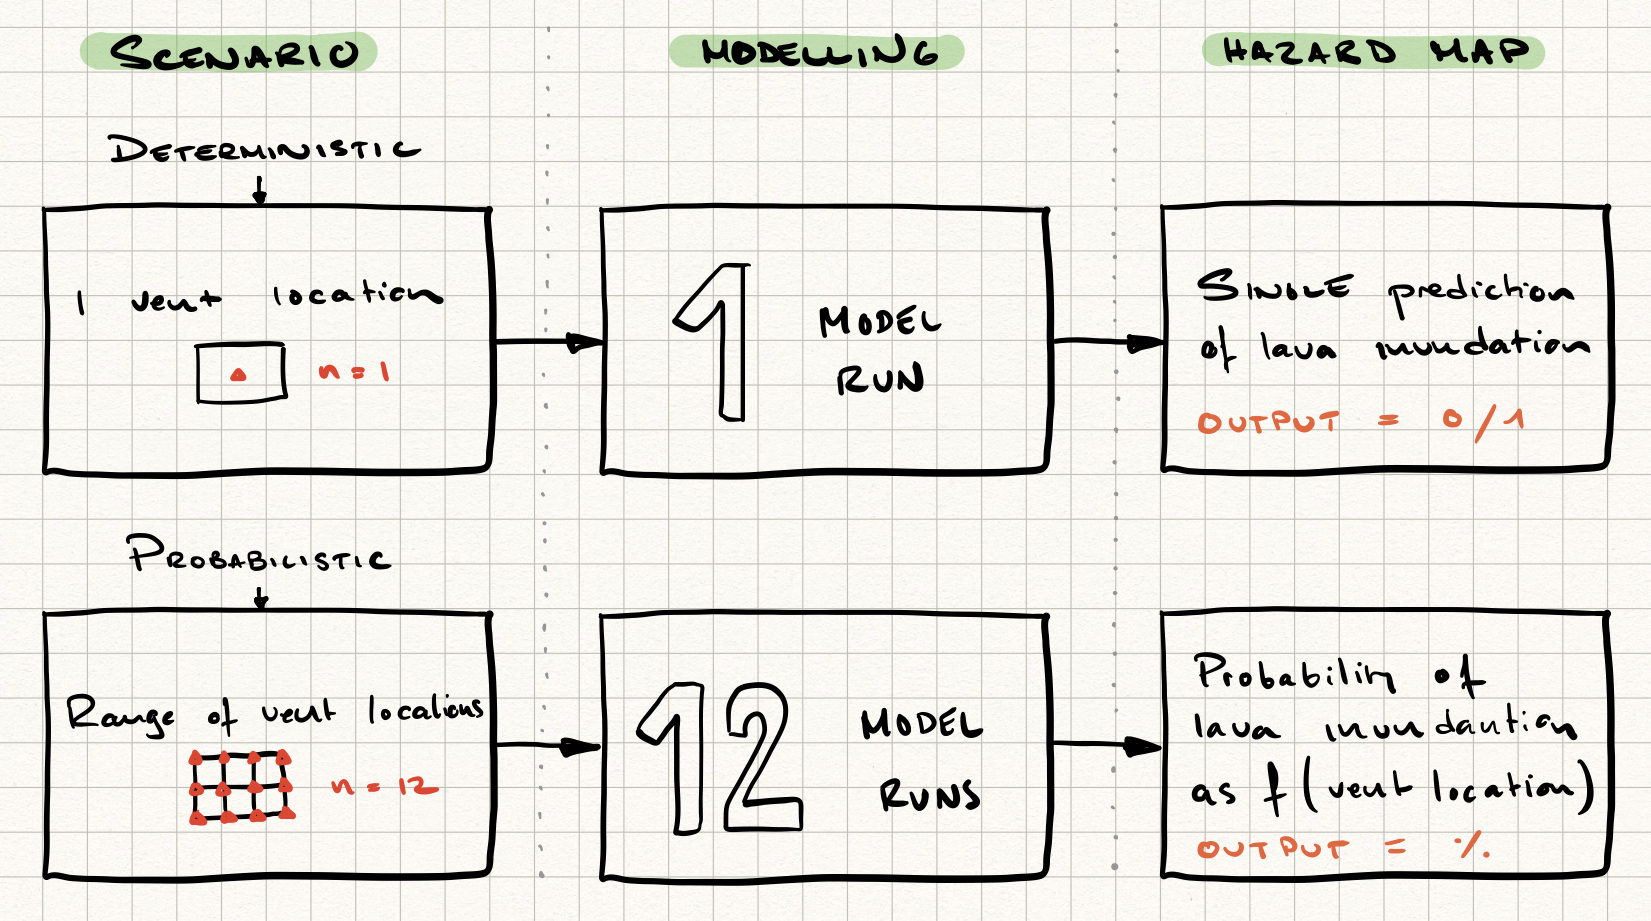 SCENARIO
MODELLING
HAZARD MAP
DETERMINISTIC
1 vent location
n = 1
1 MODEL
RUN
SINGLE prediction
of lava inundation
OUTPUT = 0/1
PROBABILISTIC
Range of vent locations
n = 12
12 MODEL
RUNS
Probability of
lava inundantion
as f (vent location)
OUTPUT = %